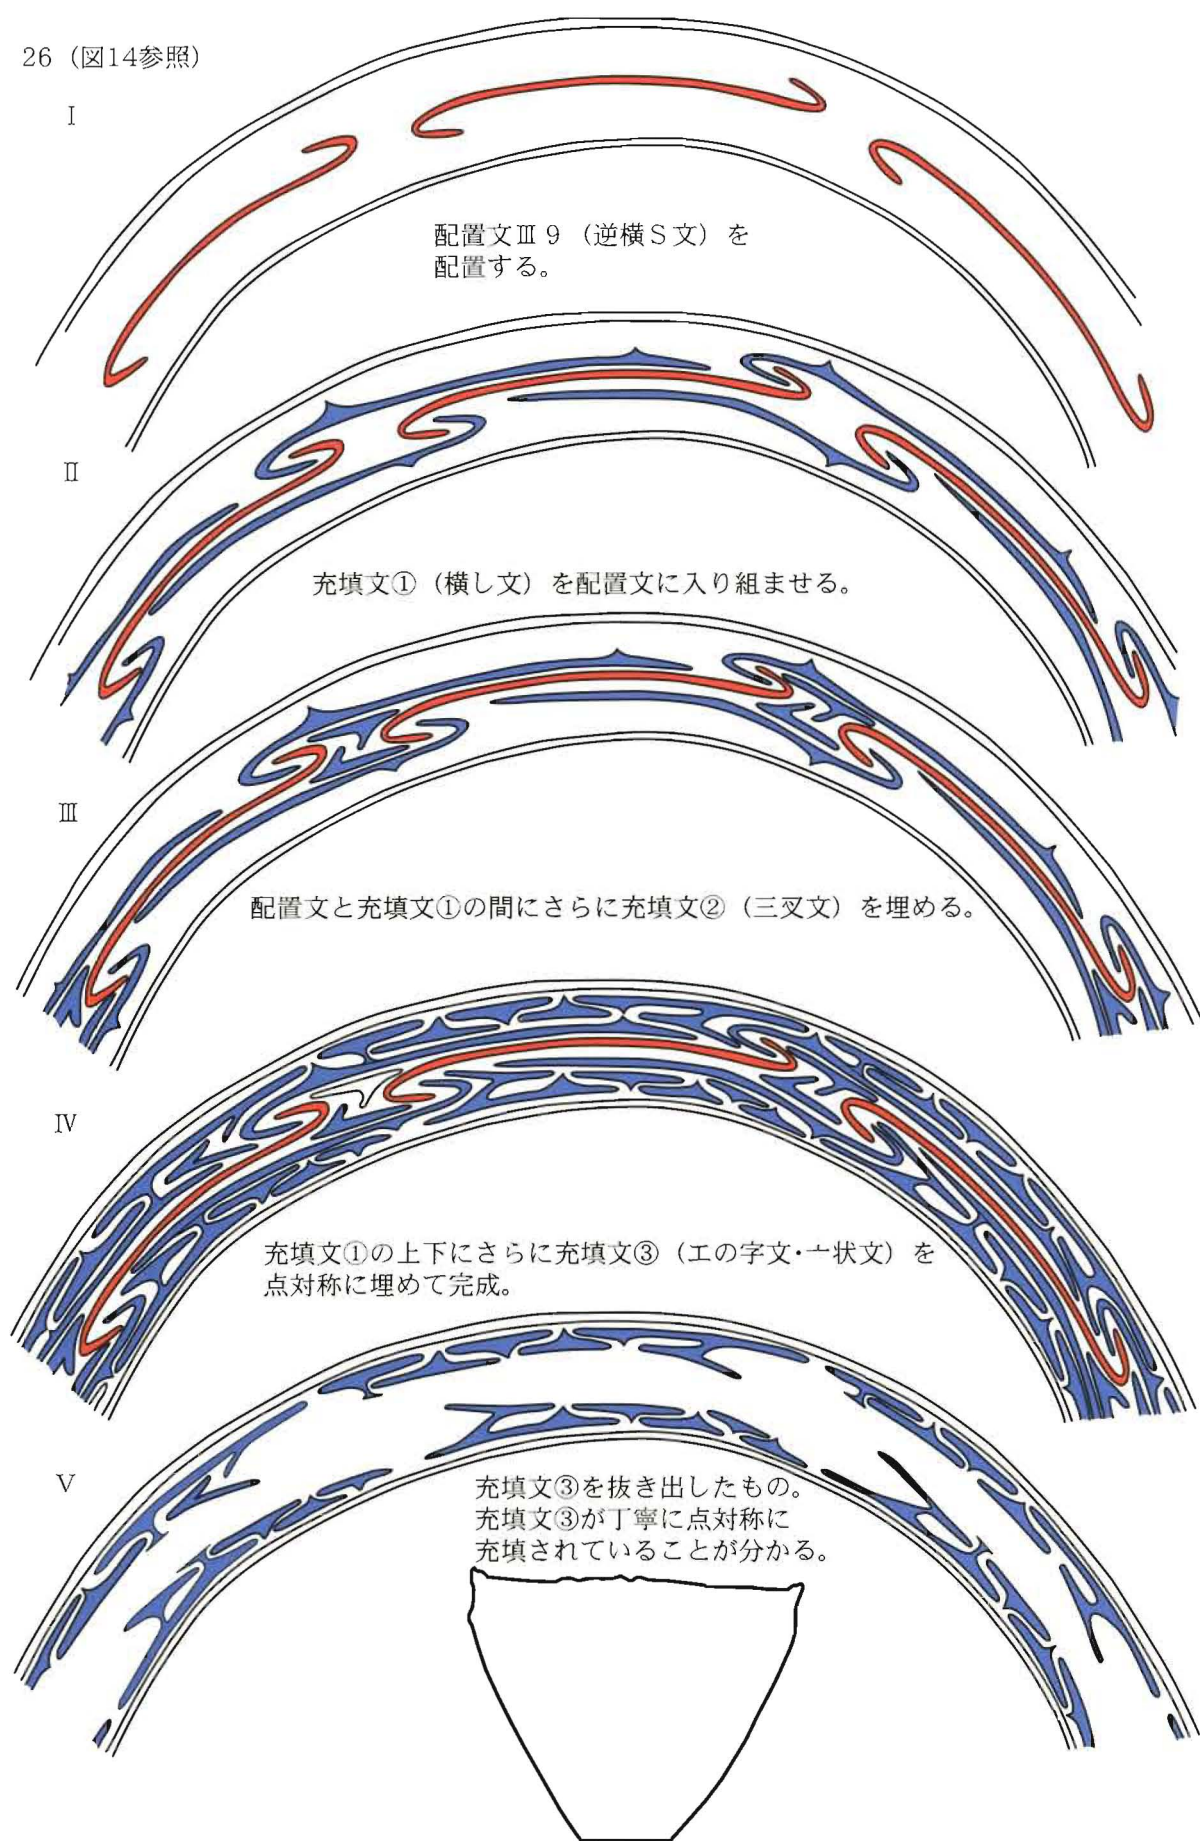 26（図14参照）
Ⅰ
配置文Ⅲ９（逆横Ｓ文）を
配置する。
Ⅱ
充填文①（横し文）を配置文に入り組ませる。
Ⅲ
配置文と充填文①の間にさらに充填文②（三叉文）を埋める。
Ⅳ
充填文①の上下にさらに充填文③（エの字文・亠状文）を
点対称に埋めて完成。
Ⅴ
充填文③を抜き出したもの。
充填文③が丁寧に点対称に
充填されていることが分かる。